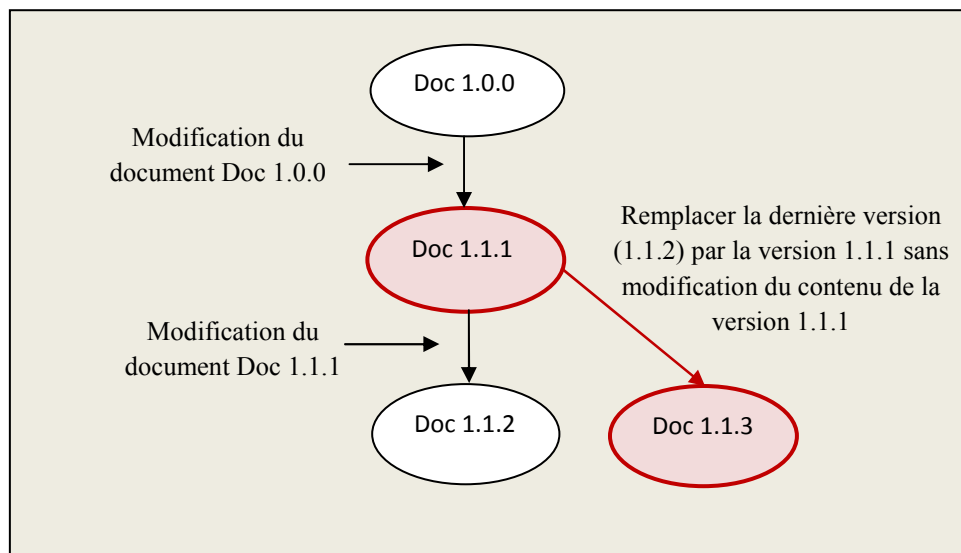 Doc 1.0.0
Modification du
document Doc 1.0.0
Doc 1.1.1
Remplacer la dernière version
(1.1.2) par la version 1.1.1 sans
modification du contenu de la
version 1.1.1
Modification du
document Doc 1.1.1
Doc 1.1.2
Doc 1.1.3